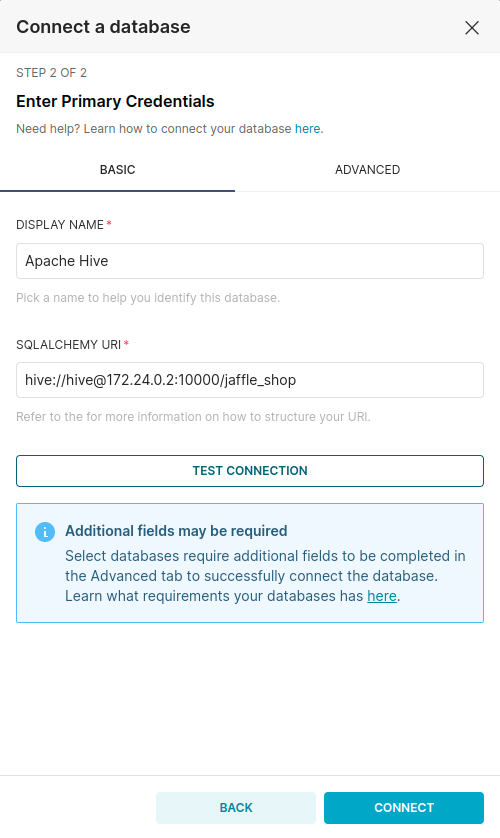 Connect a database
STEP 2 OF 2
Enter Primary Credentials
Need help? Learn how to connect your database here.
BASIC
ADVANCED
DISPLAY NAME*
Apache Hive
Pick a name to help you identify this database.
SQLALCHEMY URI*
hive://hive@172.24.0.2:10000/jaffle_shop
Refer to the for more information on how to structure your URI.
TEST CONNECTION
Additional fields may be required
Select databases require additional fields to be completed in
the Advanced tab to successfully connect the database.
Learn what requirements your databases has here.
BACK
CONNECT